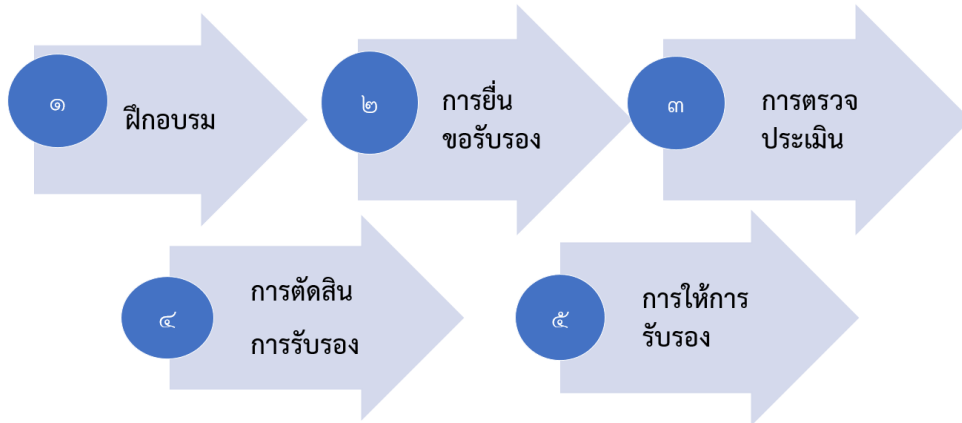 ๑
ฝึกอบรม
๒
การยื่น
ขอรับรอง
๓
การตรวจ
ประเมิน
๔
การตัดสิน
การรับรอง
๕
การให้การ
รับรอง